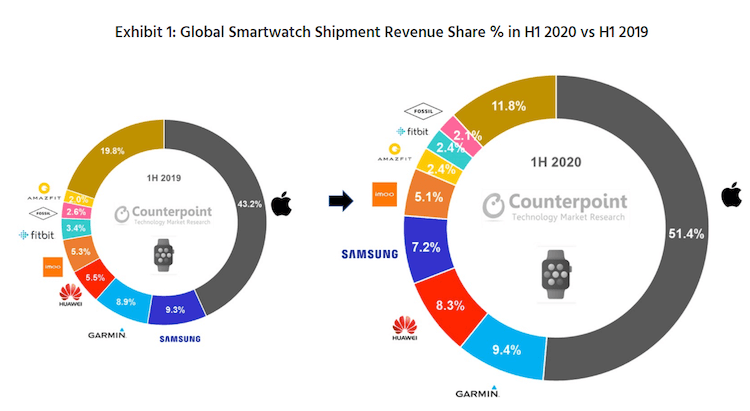 Exhibit 1: Global Smartwatch Shipment Revenue Share % in H1 2020 vs H1 2019
19.8%
2.0%
2.6%
3.4%
5.3%
5.5%
8.9%
9.3%
43.2%
1H 2019
Counterpoint
Technology Market Research
AMAZFIT
FOSSIL
fitbit
imoo
HUAWEI
GARMIN
SAMSUNG
11.8%
2.1%
2.4%
2.4%
5.1%
7.2%
8.3%
9.4%
51.4%
1H 2020
Counterpoint
Technology Market Research
FOSSIL
fitbit
AMAZFIT
imoo
SAMSUNG
HUAWEI
GARMIN